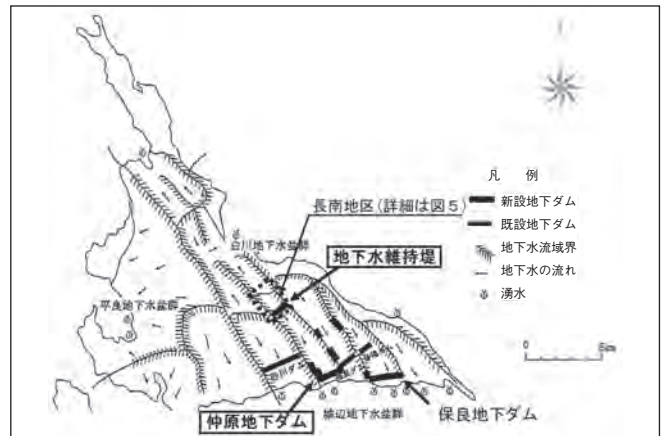 凡 例
新設地下ダム
既設地下ダム
地下水流域界
地下水の流れ
湧水
0 5km
長南地区(詳細は図5)
白川地下水盆群
地下水維持堤
平良地下水盆群
仲原地下ダム
保良地下ダム